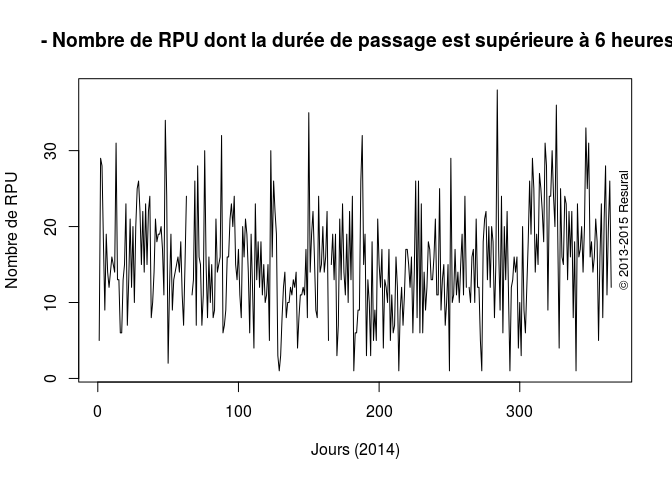 - Nombre de RPU dont la durée de passage est supérieure à 6 heures
Nombre de RPU
30
20
10
0
© 2013-2015 Resural
0 100 200 300
Jours (2014)